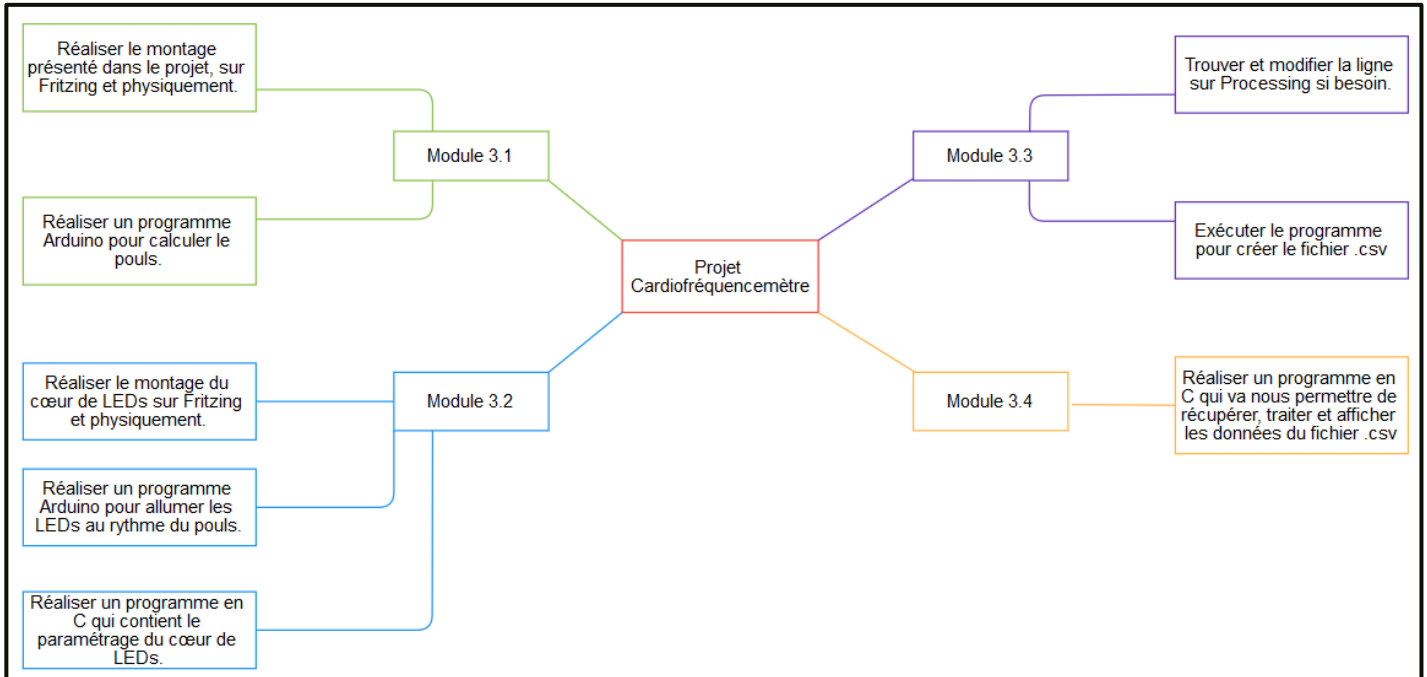 Réaliser le montage
présenté dans le projet, sur
Fritzing et physiquement.
Module 3.1
Réaliser un programme
Arduino pour calculer le
pouls.
Projet
Cardiofréquencemètre
Trouver et modifier la ligne
sur Processing si besoin.
Module 3.3
Exécuter le programme
pour créer le fichier .csv
Réaliser le montage du
cœur de LEDs sur Fritzing
et physiquement.
Module 3.2
Réaliser un programme
Arduino pour allumer les
LEDs au rythme du pouls.
Réaliser un programme en
C qui contient le
paramétrage du cœur de
LEDs.
Module 3.4
Réaliser un programme en
C qui va nous permettre de
récupérer, traiter et afficher
les données du fichier .csv